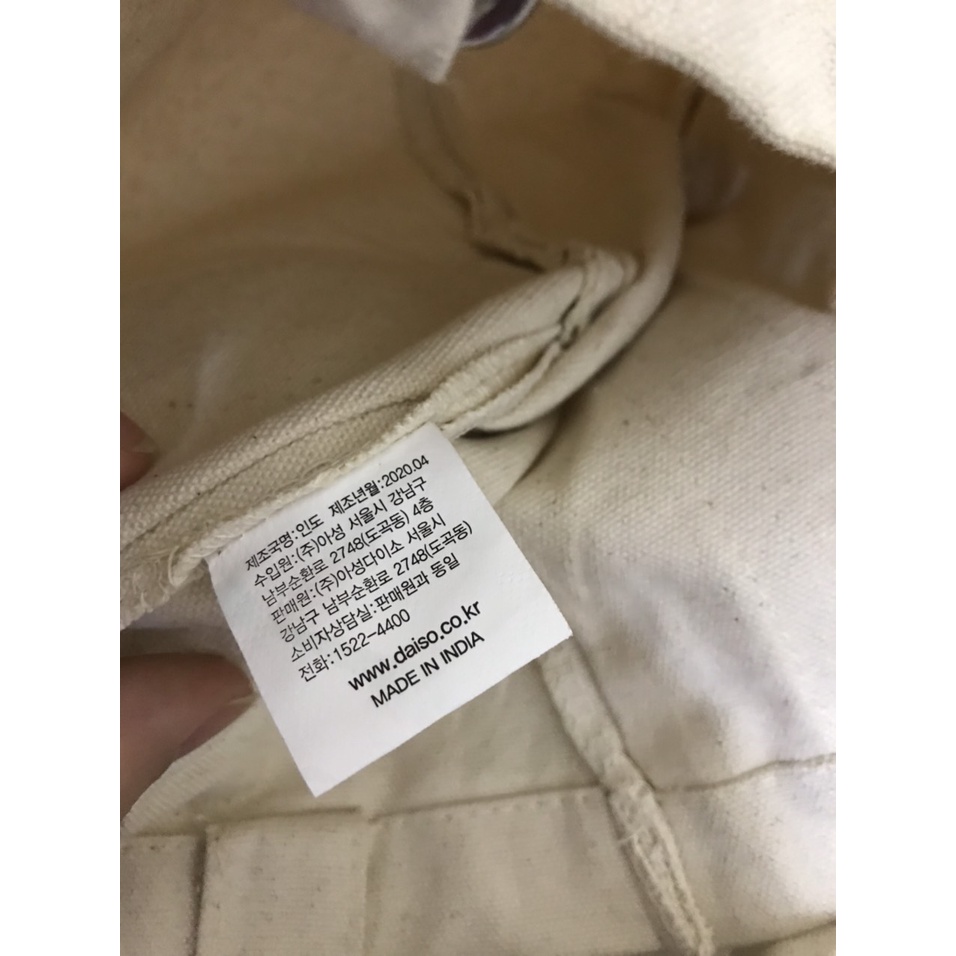 제조국명:인도 제조년월:2020.04
수입원:(주)아성 서울시 강남구
남부순환로 2748(도곡동) 4층
판매원:(주)아성다이소 서울시
강남구 남부순환로 2748(도곡동)
소비자상담실:판매원과 동일
전화:1522-4400
www.daiso.co.kr
MADE IN INDIA